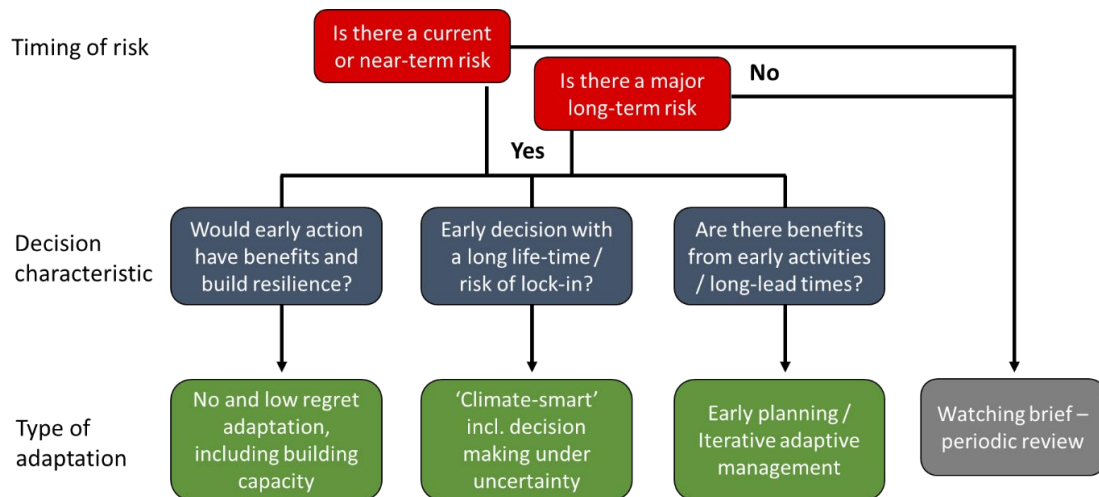 Timing of risk
Is there a current
or near-term risk
Is there a major
long-term risk
No
Yes
Decision
characteristic
Would early action
have benefits and
build resilience?
Early decision with
a long life-time /
risk of lock-in?
Are there benefits
from early activities
/ long-lead times?
Type of
adaptation
No and low regret
adaptation,
including building
capacity
‘Climate-smart’
incl. decision
making under
uncertainty
Early planning /
Iterative adaptive
management
Watching brief –
periodic review